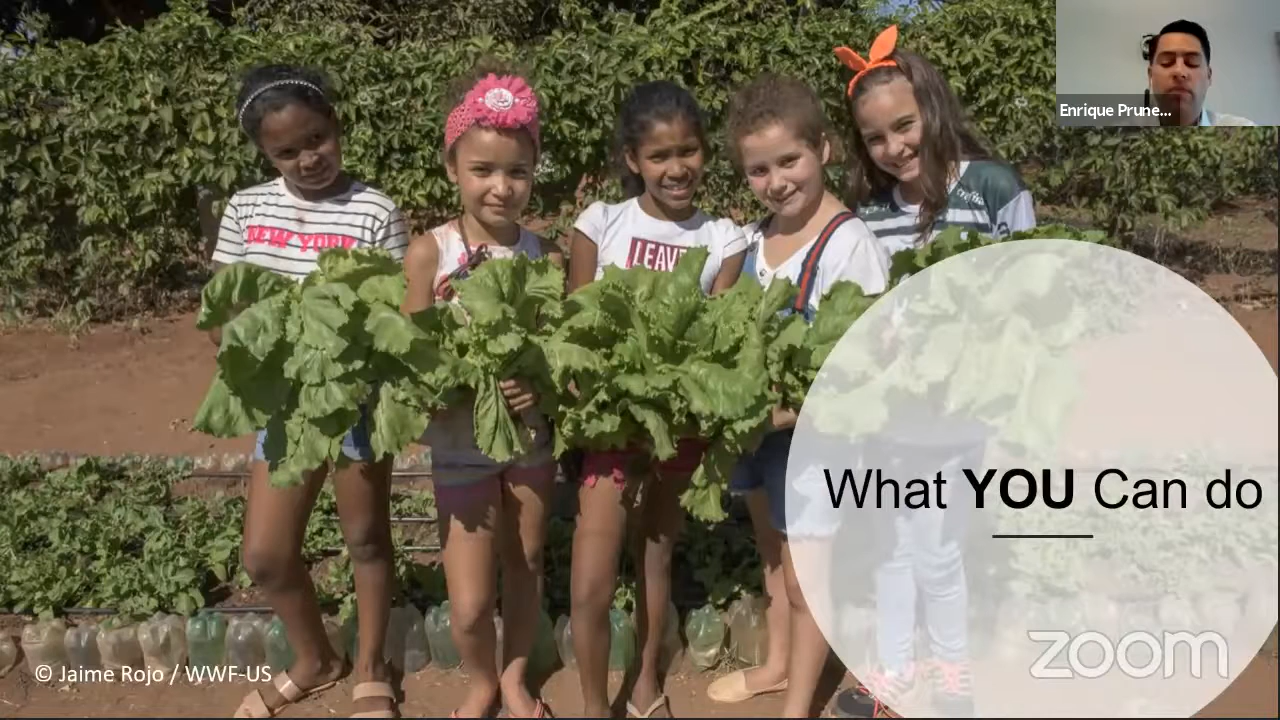 Enrique Prune...
NEW YORK
LEAVE
What YOU Can do
zoom
© Jaime Rojo / WWF-US